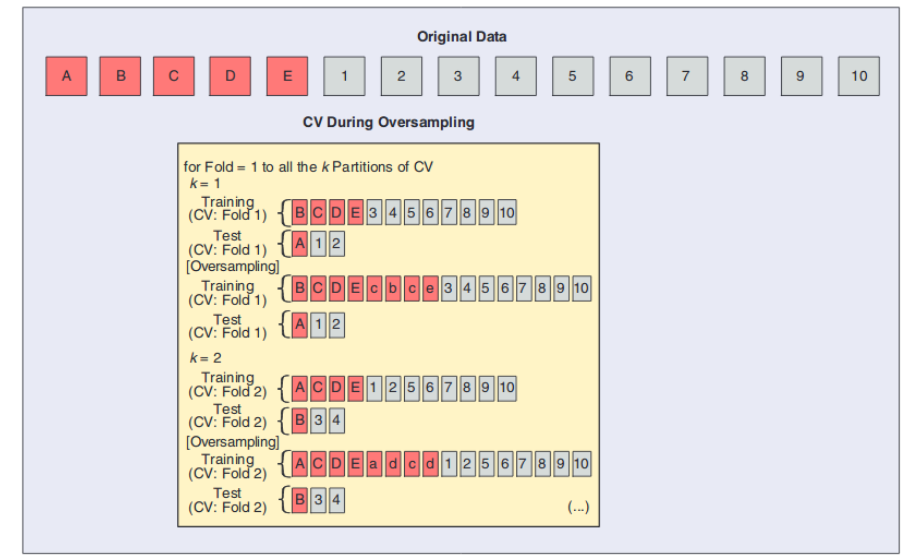 Original Data
A B C D E 1 2 3 4 5 6 7 8 9 10
CV During Oversampling
for Fold = 1 to all the k Partitions of CV
k = 1
Training
(CV: Fold 1) { B C D E 3 4 5 6 7 8 9 10
Test
(CV: Fold 1) { A 1 2
[Oversampling]
Training
(CV: Fold 1) { B C D E c b c e 3 4 5 6 7 8 9 10
Test
(CV: Fold 1) { A 1 2
k = 2
Training
(CV: Fold 2) { A C D E 1 2 5 6 7 8 9 10
Test
(CV: Fold 2) { B 3 4
[Oversampling]
Training
(CV: Fold 2) { A C D E a d c d 1 2 5 6 7 8 9 10
Test
(CV: Fold 2) { B 3 4
(...)